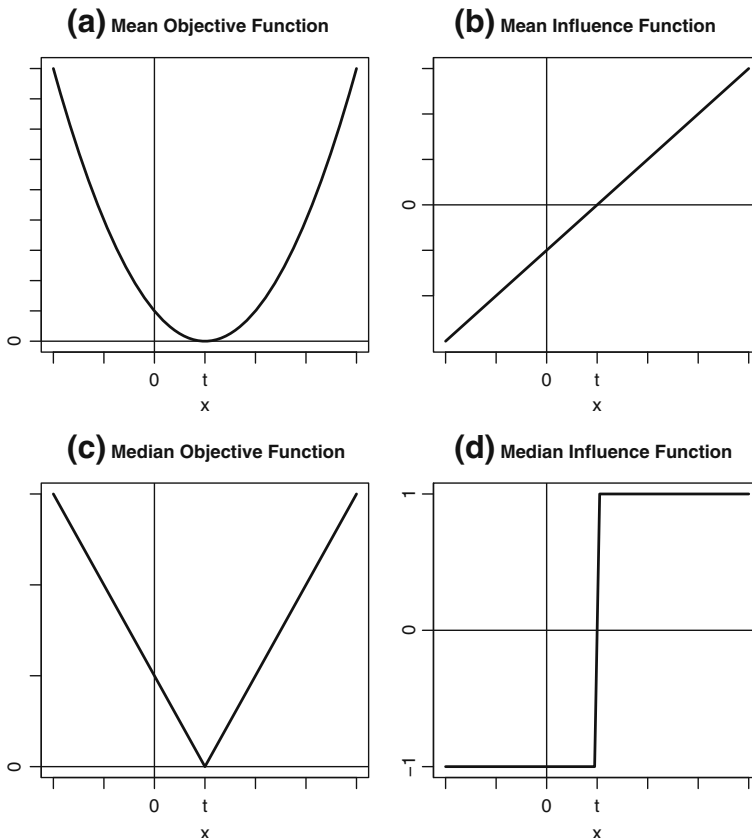 (a) Mean Objective Function
0
0 t
x
(b) Mean Influence Function
0
0 t
x
(c) Median Objective Function
0
0 t
x
(d) Median Influence Function
1
0
−1
0 t
x